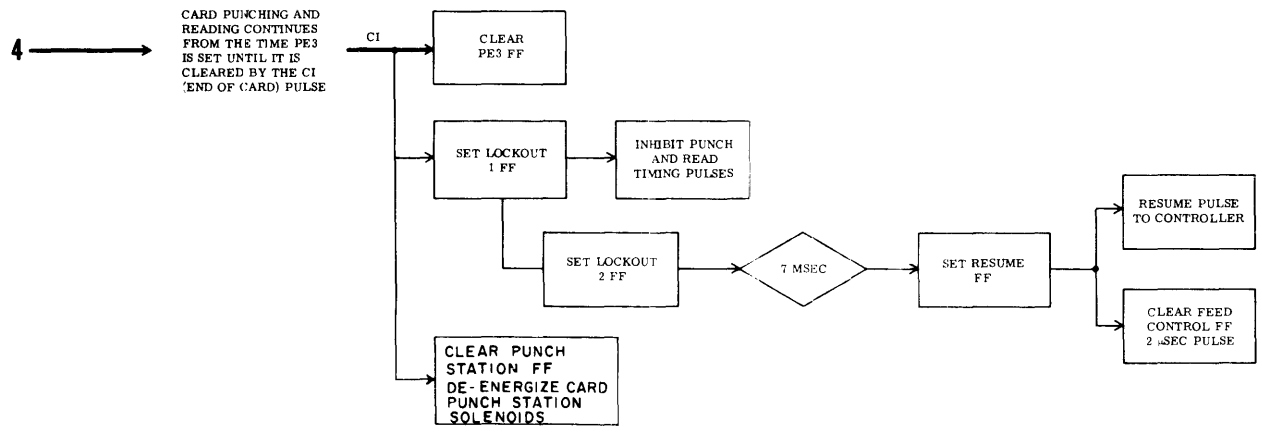 4
CARD PUNCHING AND
READING CONTINUES
FROM THE TIME PE3
IS SET UNTIL IT IS
CLEARED BY THE CI
(END OF CARD) PULSE
CI
CLEAR
PE3 FF
SET LOCKOUT
1 FF
INHIBIT PUNCH
AND READ
TIMING PULSES
SET LOCKOUT
2 FF
7 MSEC
SET RESUME
FF
RESUME PULSE
TO CONTROLLER
CLEAR FEED
CONTROL FF
2 µSEC PULSE
CLEAR PUNCH
STATION FF
DE-ENERGIZE CARD
PUNCH STATION
SOLENOIDS